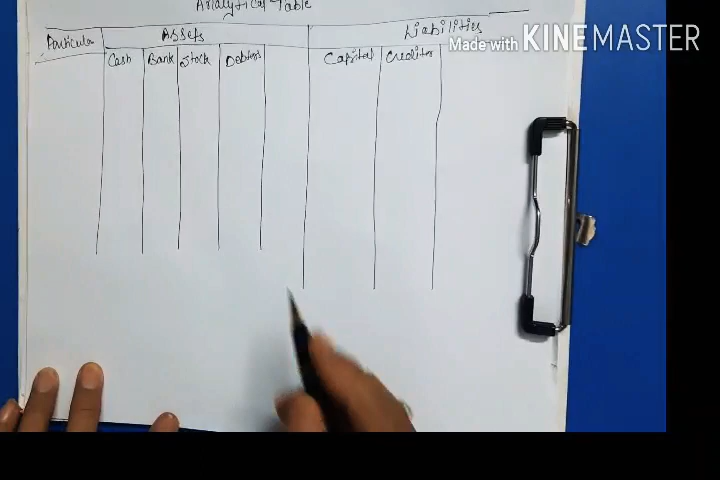 Analytical Table
Particular Assets Liabilities
Cash Bank Stock Debtors Capital Creditor
Made with KINEMASTER